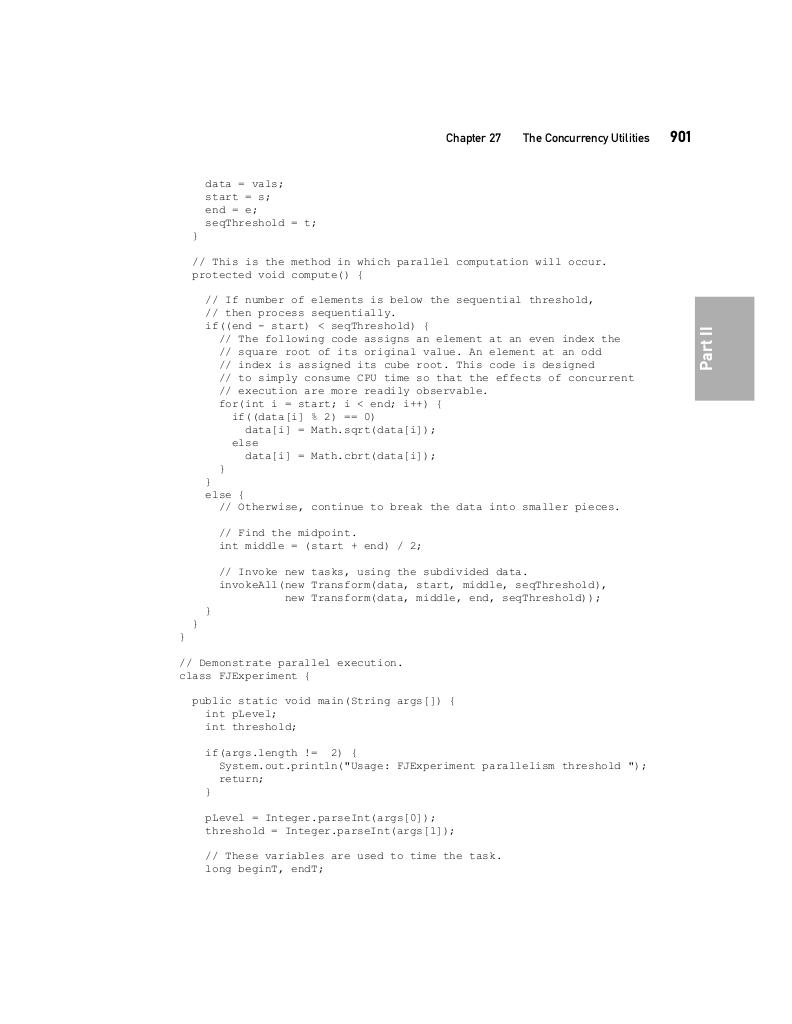 Chapter 27 The Concurrency Utilities 901
data = vals;
start = s;
end = e;
seqThreshold = t;
}
// This is the method in which parallel computation will occur.
protected void compute() {
// If number of elements is below the sequential threshold,
// then process sequentially.
if((end - start) < seqThreshold) {
// The following code assigns an element at an even index the
// square root of its original value. An element at an odd
// index is assigned its cube root. This code is designed
// to simply consume CPU time so that the effects of concurrent
// execution are more readily observable.
for(int i = start; i < end; i++) {
if((data[i] % 2) == 0)
data[i] = Math.sqrt(data[i]);
else
data[i] = Math.cbrt(data[i]);
}
}
else {
// Otherwise, continue to break the data into smaller pieces.
// Find the midpoint.
int middle = (start + end) / 2;
// Invoke new tasks, using the subdivided data.
invokeAll(new Transform(data, start, middle, seqThreshold),
new Transform(data, middle, end, seqThreshold));
}
}
}
// Demonstrate parallel execution.
class FJExperiment {
public static void main(String args[]) {
int pLevel;
int threshold;
if(args.length != 2) {
System.out.println("Usage: FJExperiment parallelism threshold ");
return;
}
pLevel = Integer.parseInt(args[0]);
threshold = Integer.parseInt(args[1]);
// These variables are used to time the task.
long beginT, endT;
Part II